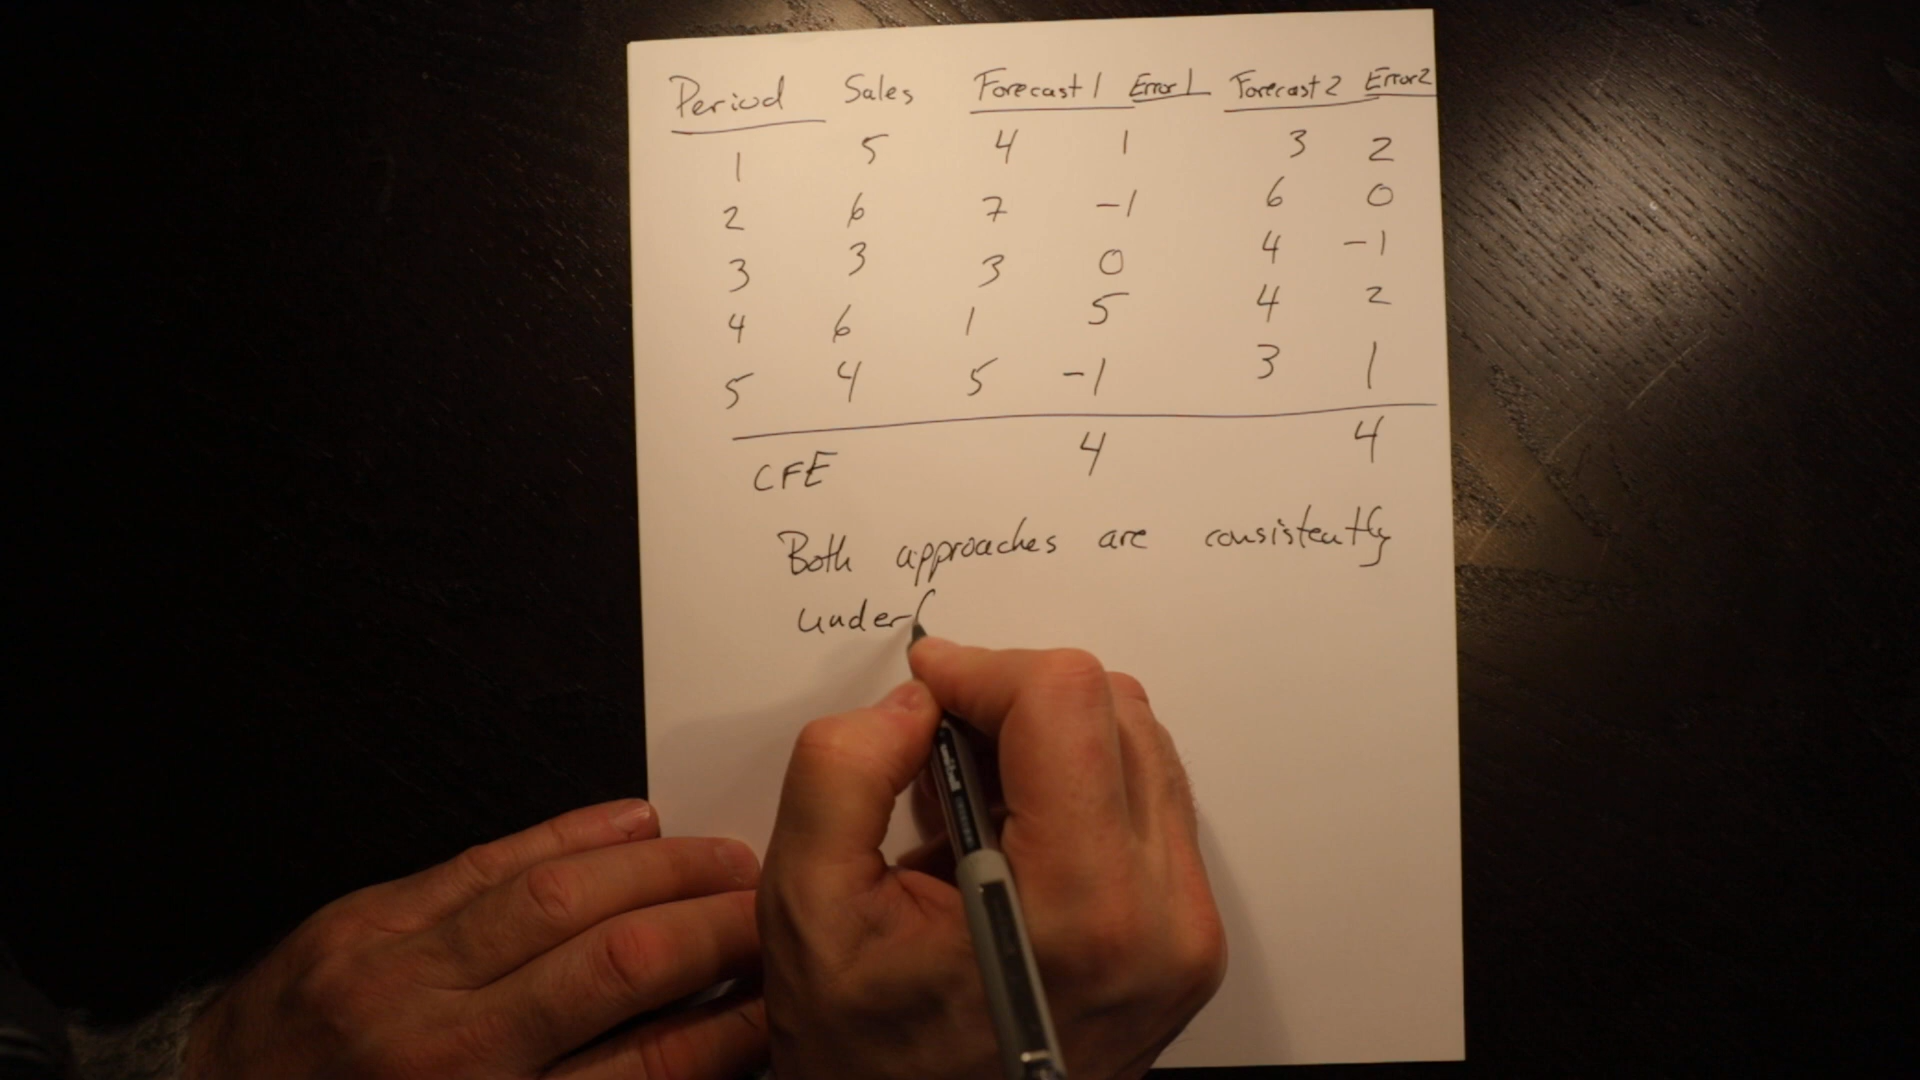 Period Sales Forecast 1 Error 1 Forecast 2 Error 2
1 5 4 1 3 2
2 6 7 -1 6 0
3 3 3 0 4 -1
4 6 1 5 4 2
5 4 5 -1 3 1
CFE 4 4
Both approaches are consistently
under